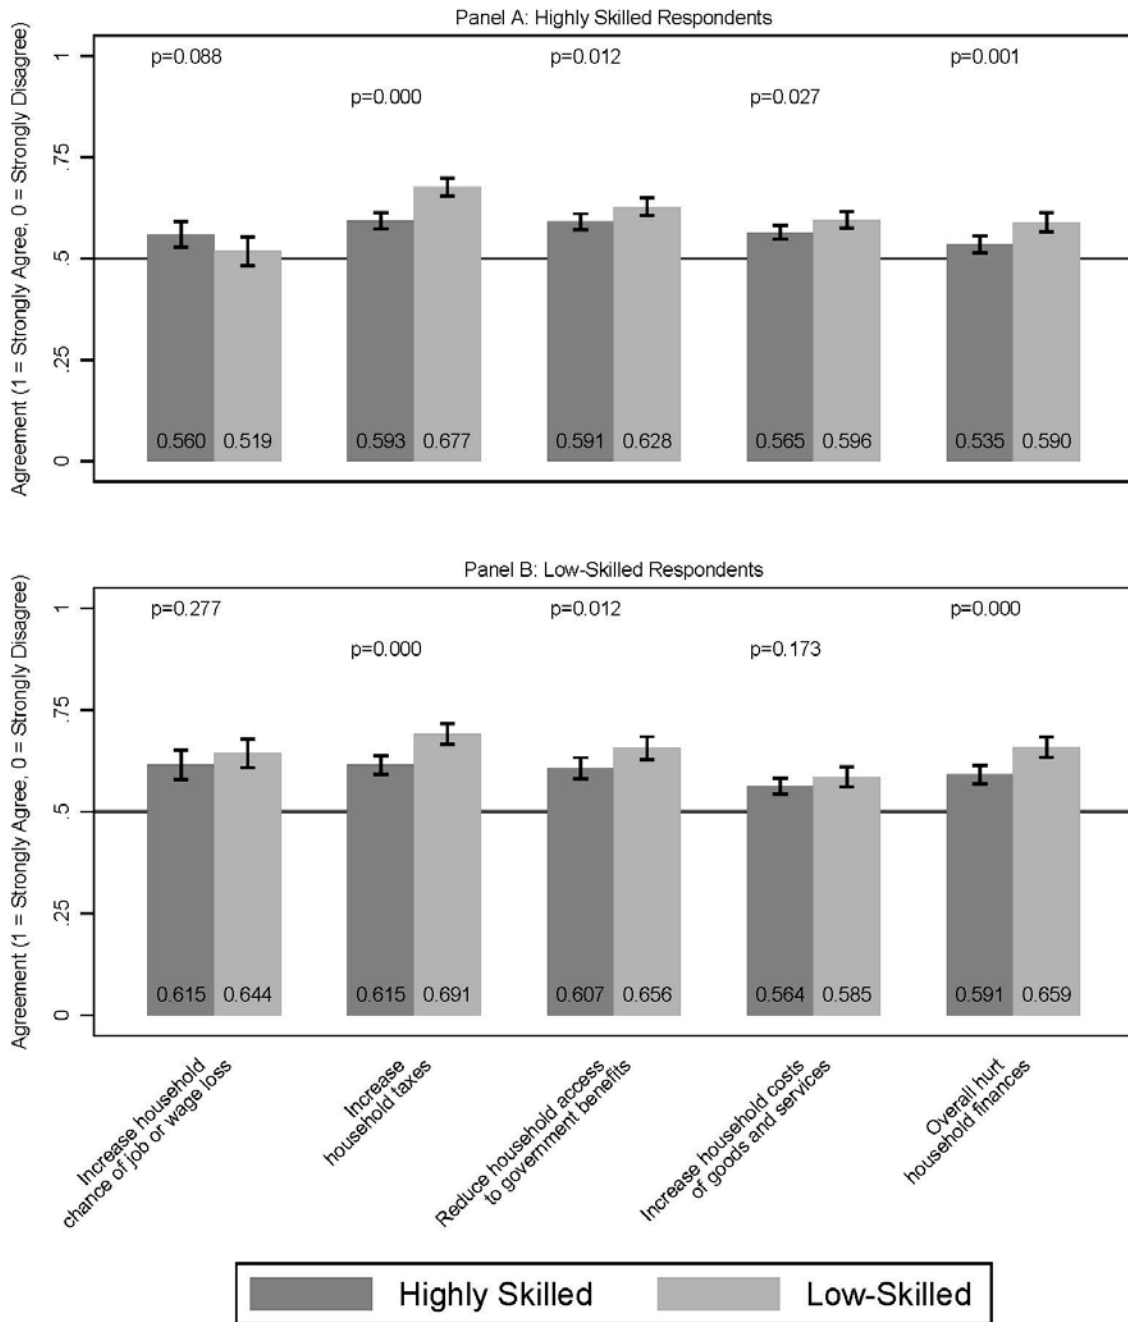 Panel A: Highly Skilled Respondents
Agreement (1 = Strongly Agree, 0 = Strongly Disagree)
1
.75
.5
.25
0
p=0.088
p=0.000
p=0.012
p=0.027
p=0.001
0.560 0.519 0.593 0.677 0.591 0.628 0.565 0.596 0.535 0.590
Panel B: Low-Skilled Respondents
Agreement (1 = Strongly Agree, 0 = Strongly Disagree)
1
.75
.5
.25
0
p=0.277
p=0.000
p=0.012
p=0.173
p=0.000
0.615 0.644 0.615 0.691 0.607 0.656 0.564 0.585 0.591 0.659
Increase household
chance of job or wage loss
Increase
household taxes
Reduce household access
to government benefits
Increase household costs
of goods and services
Overall hurt
household finances
Highly Skilled
Low-Skilled